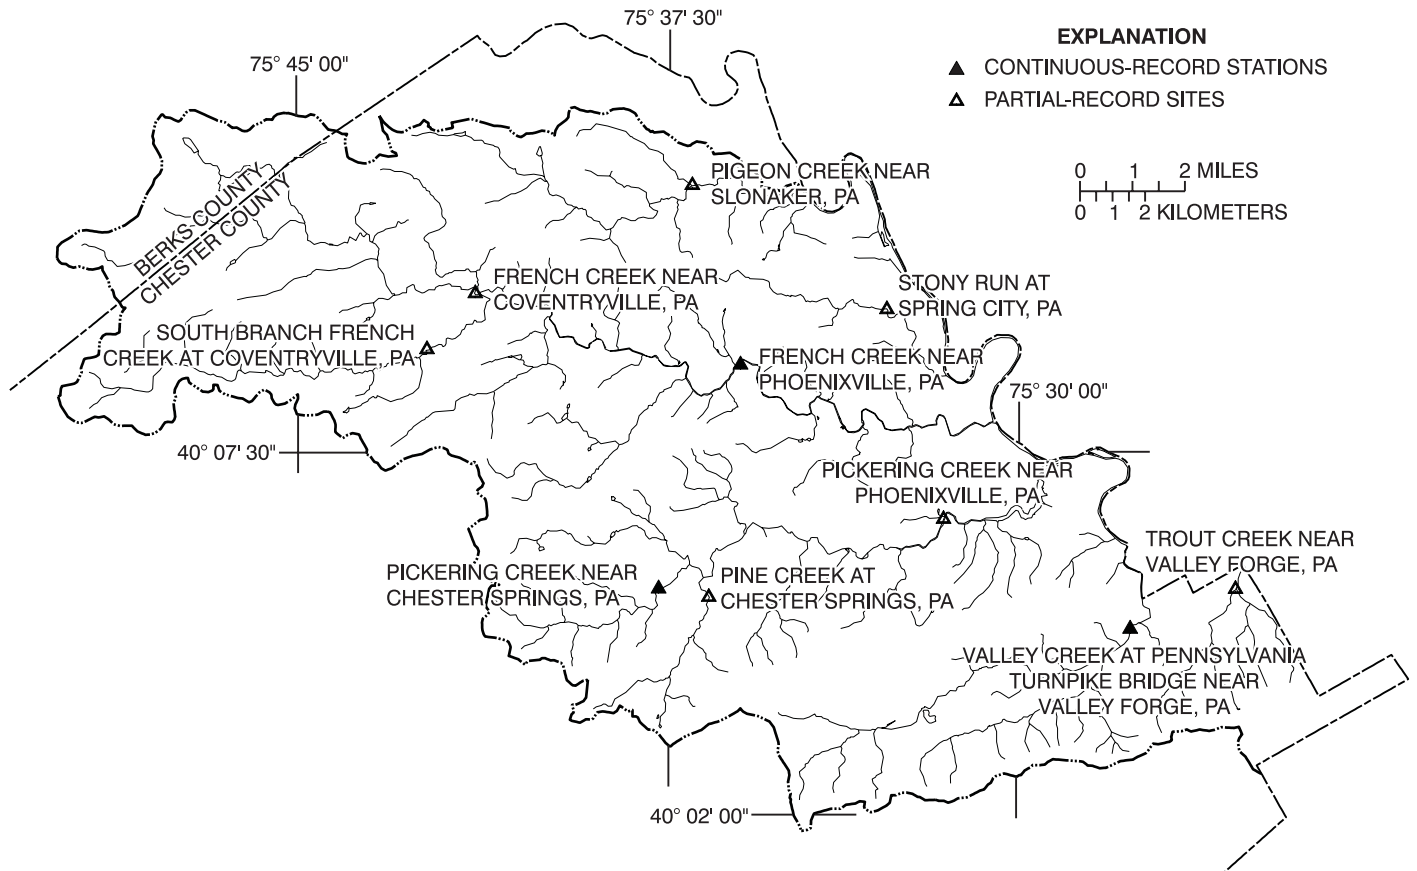 75° 37' 30"
EXPLANATION
75° 45' 00"
CONTINUOUS-RECORD STATIONS
PARTIAL-RECORD SITES
0 1 2 MILES
0 1 2 KILOMETERS
PIGEON CREEK NEAR
SLONAKER, PA
BERKS COUNTY
CHESTER COUNTY
FRENCH CREEK NEAR
COVENTRYVILLE, PA
STONY RUN AT
SPRING CITY, PA
SOUTH BRANCH FRENCH
CREEK AT COVENTRYVILLE, PA
FRENCH CREEK NEAR
PHOENIXVILLE, PA
75° 30' 00"
40° 07' 30"
PICKERING CREEK NEAR
PHOENIXVILLE, PA
TROUT CREEK NEAR
VALLEY FORGE, PA
PICKERING CREEK NEAR
CHESTER SPRINGS, PA
PINE CREEK AT
CHESTER SPRINGS, PA
VALLEY CREEK AT PENNSYLVANIA
TURNPIKE BRIDGE NEAR
VALLEY FORGE, PA
40° 02' 00"